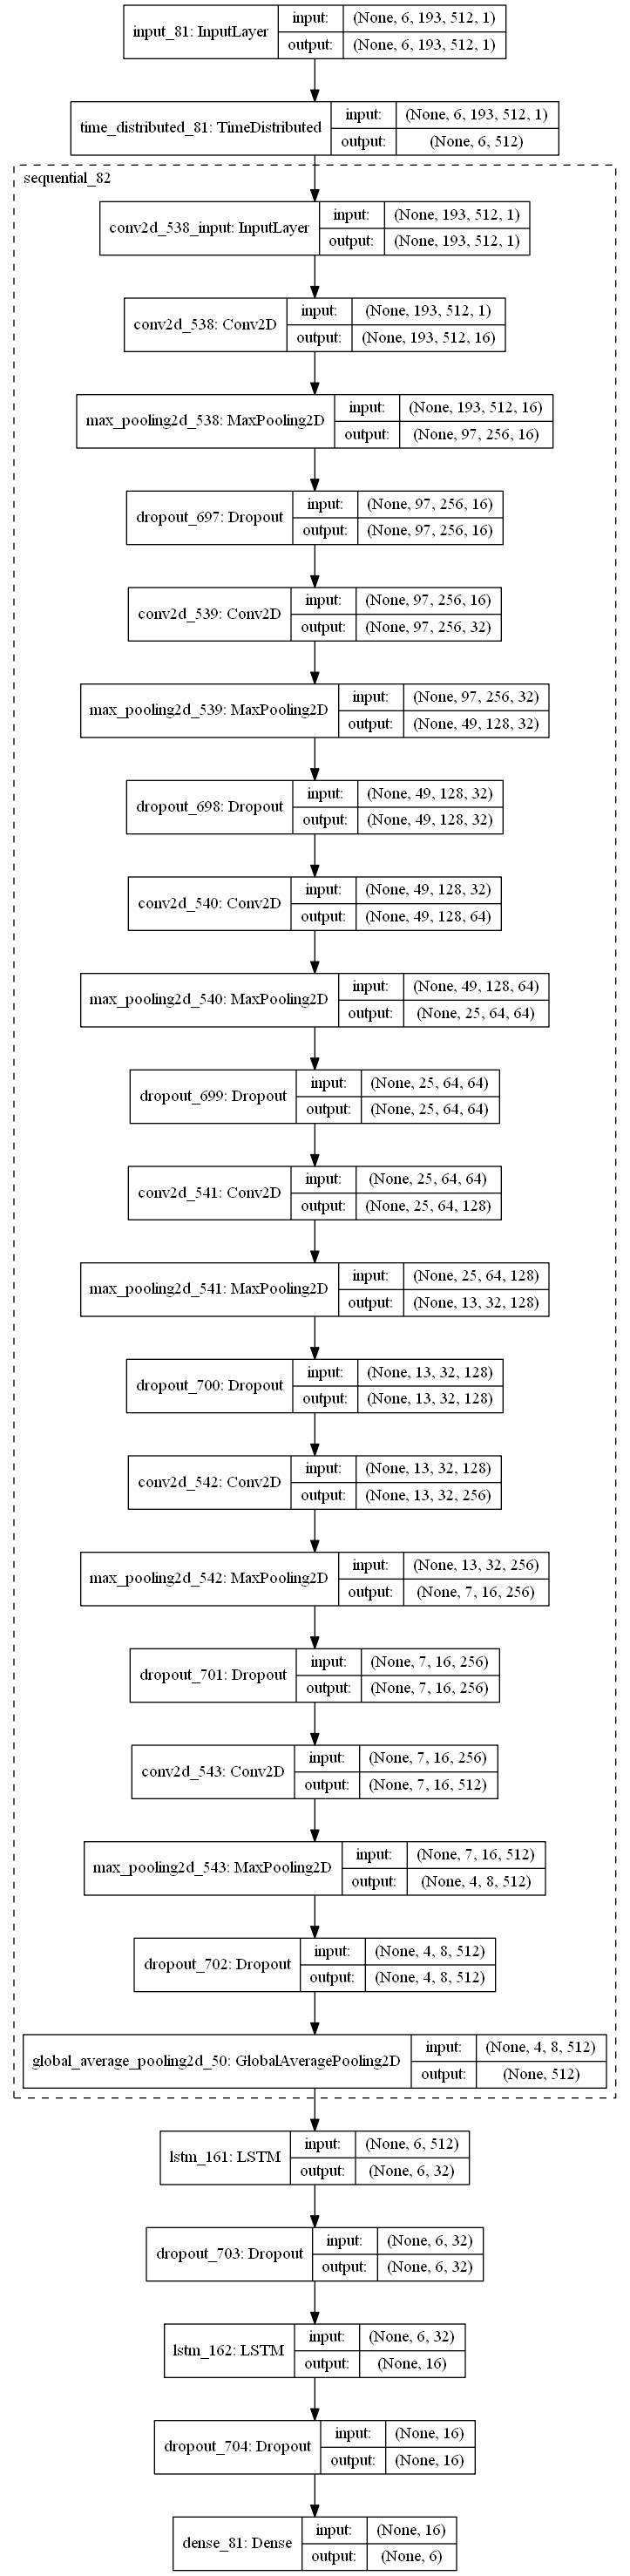 input_81: InputLayer
input: (None, 6, 193, 512, 1)
output: (None, 6, 193, 512, 1)
time_distributed_81: TimeDistributed
input: (None, 6, 193, 512, 1)
output: (None, 6, 512)
sequential_82
conv2d_538_input: InputLayer
input: (None, 193, 512, 1)
output: (None, 193, 512, 1)
conv2d_538: Conv2D
input: (None, 193, 512, 1)
output: (None, 193, 512, 16)
max_pooling2d_538: MaxPooling2D
input: (None, 193, 512, 16)
output: (None, 97, 256, 16)
dropout_697: Dropout
input: (None, 97, 256, 16)
output: (None, 97, 256, 16)
conv2d_539: Conv2D
input: (None, 97, 256, 16)
output: (None, 97, 256, 32)
max_pooling2d_539: MaxPooling2D
input: (None, 97, 256, 32)
output: (None, 49, 128, 32)
dropout_698: Dropout
input: (None, 49, 128, 32)
output: (None, 49, 128, 32)
conv2d_540: Conv2D
input: (None, 49, 128, 32)
output: (None, 49, 128, 64)
max_pooling2d_540: MaxPooling2D
input: (None, 49, 128, 64)
output: (None, 25, 64, 64)
dropout_699: Dropout
input: (None, 25, 64, 64)
output: (None, 25, 64, 64)
conv2d_541: Conv2D
input: (None, 25, 64, 64)
output: (None, 25, 64, 128)
max_pooling2d_541: MaxPooling2D
input: (None, 25, 64, 128)
output: (None, 13, 32, 128)
dropout_700: Dropout
input: (None, 13, 32, 128)
output: (None, 13, 32, 128)
conv2d_542: Conv2D
input: (None, 13, 32, 128)
output: (None, 13, 32, 256)
max_pooling2d_542: MaxPooling2D
input: (None, 13, 32, 256)
output: (None, 7, 16, 256)
dropout_701: Dropout
input: (None, 7, 16, 256)
output: (None, 7, 16, 256)
conv2d_543: Conv2D
input: (None, 7, 16, 256)
output: (None, 7, 16, 512)
max_pooling2d_543: MaxPooling2D
input: (None, 7, 16, 512)
output: (None, 4, 8, 512)
dropout_702: Dropout
input: (None, 4, 8, 512)
output: (None, 4, 8, 512)
global_average_pooling2d_50: GlobalAveragePooling2D
input: (None, 4, 8, 512)
output: (None, 512)
lstm_161: LSTM
input: (None, 6, 512)
output: (None, 6, 32)
dropout_703: Dropout
input: (None, 6, 32)
output: (None, 6, 32)
lstm_162: LSTM
input: (None, 6, 32)
output: (None, 16)
dropout_704: Dropout
input: (None, 16)
output: (None, 16)
dense_81: Dense
input: (None, 16)
output: (None, 6)